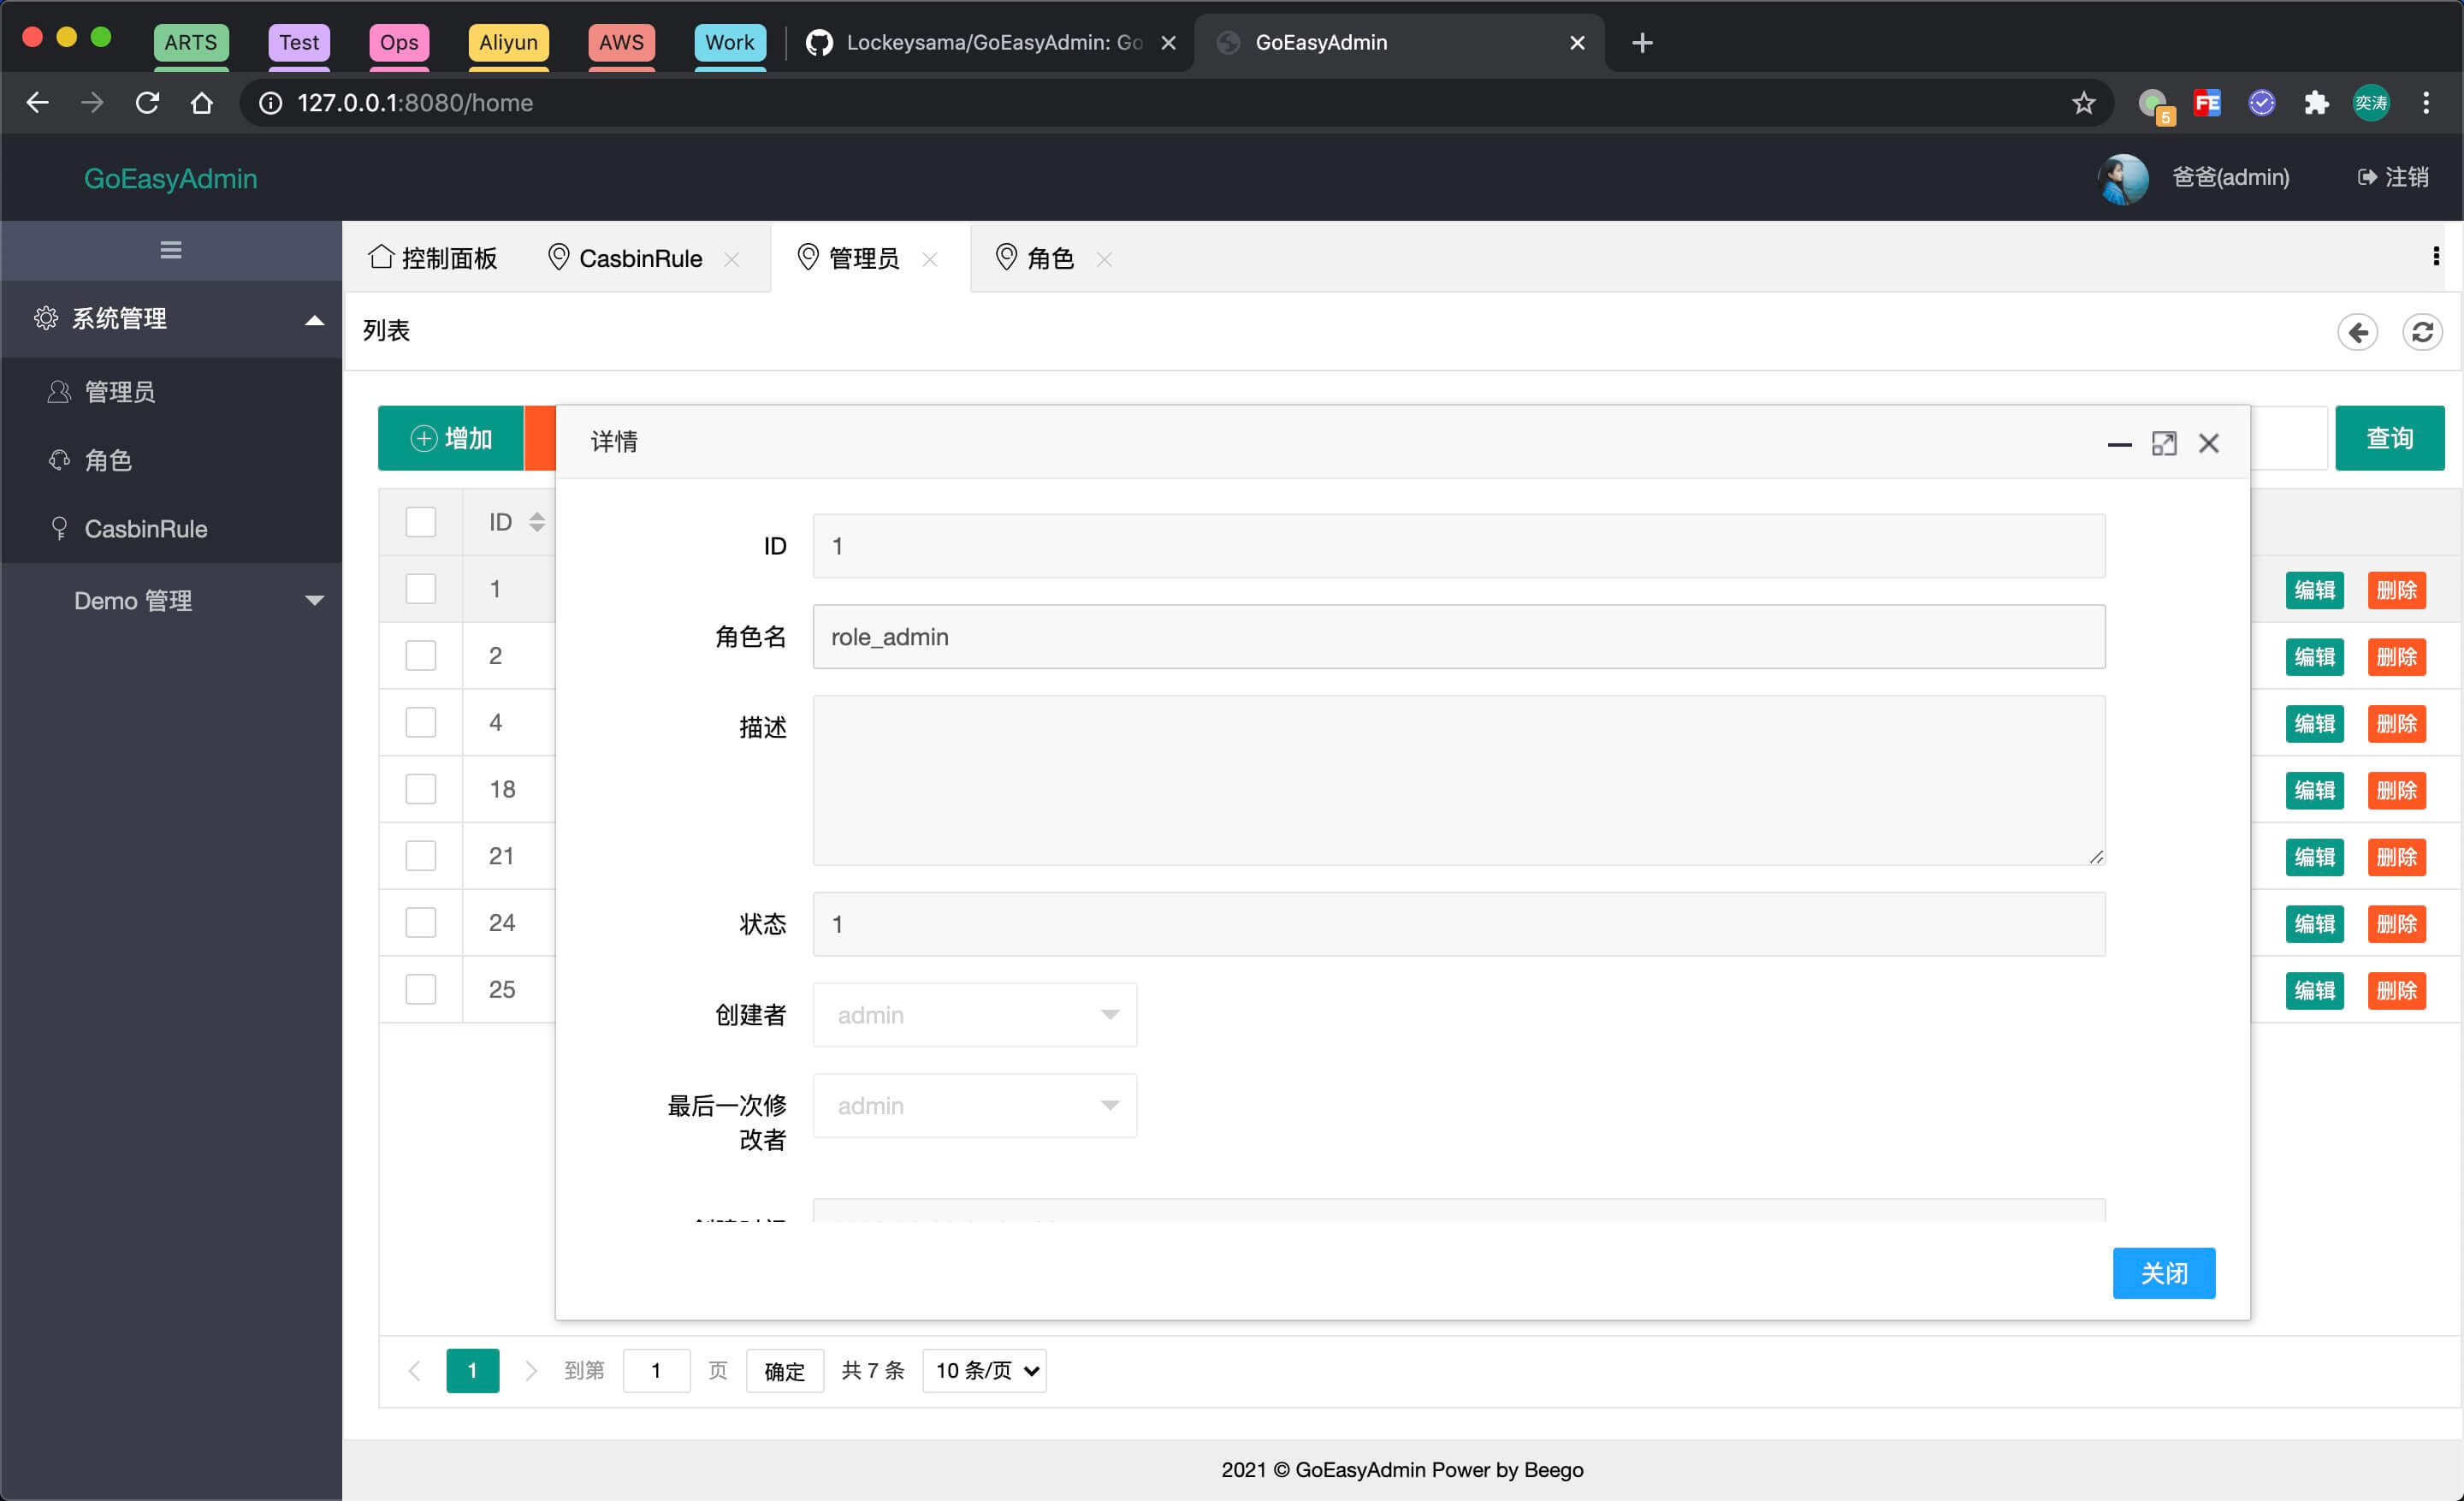 ARTS Test Ops Aliyun AWS Work Lockeysama/GoEasyAdmin: Go GoEasyAdmin
127.0.0.1:8080/home 5 FE 奕涛
GoEasyAdmin 爸爸(admin) 注销
控制面板 CasbinRule 管理员 角色
系统管理
管理员
角色
CasbinRule
Demo 管理
列表
增加 查询
ID
1 编辑 删除
2 编辑 删除
4 编辑 删除
18 编辑 删除
21 编辑 删除
24 编辑 删除
25 编辑 删除
详情
ID 1
角色名 role_admin
描述
状态 1
创建者 admin
最后一次修
改者 admin
关闭
1 到第 1 页 确定 共 7 条 10 条/页
2021 © GoEasyAdmin Power by Beego